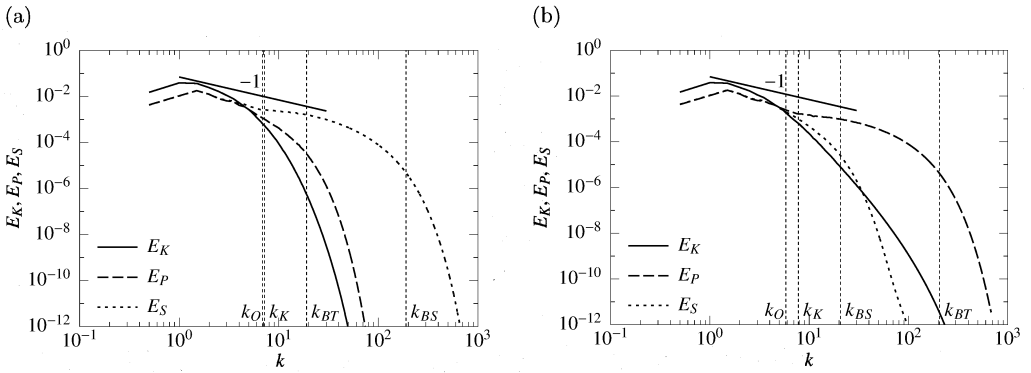 (a)
10^0
10^-2
10^-4
10^-6
10^-8
10^-10
10^-12
E_K, E_P, E_S
-1
E_K
E_P
E_S
k_O k_K k_BT k_BS
10^-1 10^0 10^1 10^2 10^3
k
(b)
10^0
10^-2
10^-4
10^-6
10^-8
10^-10
10^-12
E_K, E_P, E_S
-1
E_K
E_P
E_S
k_O k_K k_BS k_BT
10^-1 10^0 10^1 10^2 10^3
k